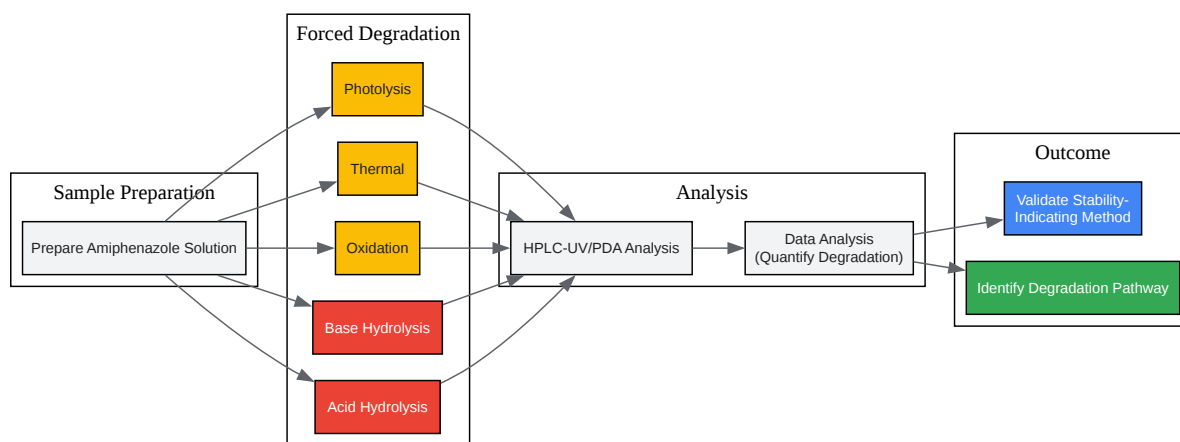 Sample Preparation
Prepare Amiphenazole Solution
Forced Degradation
Photolysis
Thermal
Oxidation
Base Hydrolysis
Acid Hydrolysis
Analysis
HPLC-UV/PDA Analysis
Data Analysis
(Quantify Degradation)
Outcome
Validate Stability-
Indicating Method
Identify Degradation Pathway